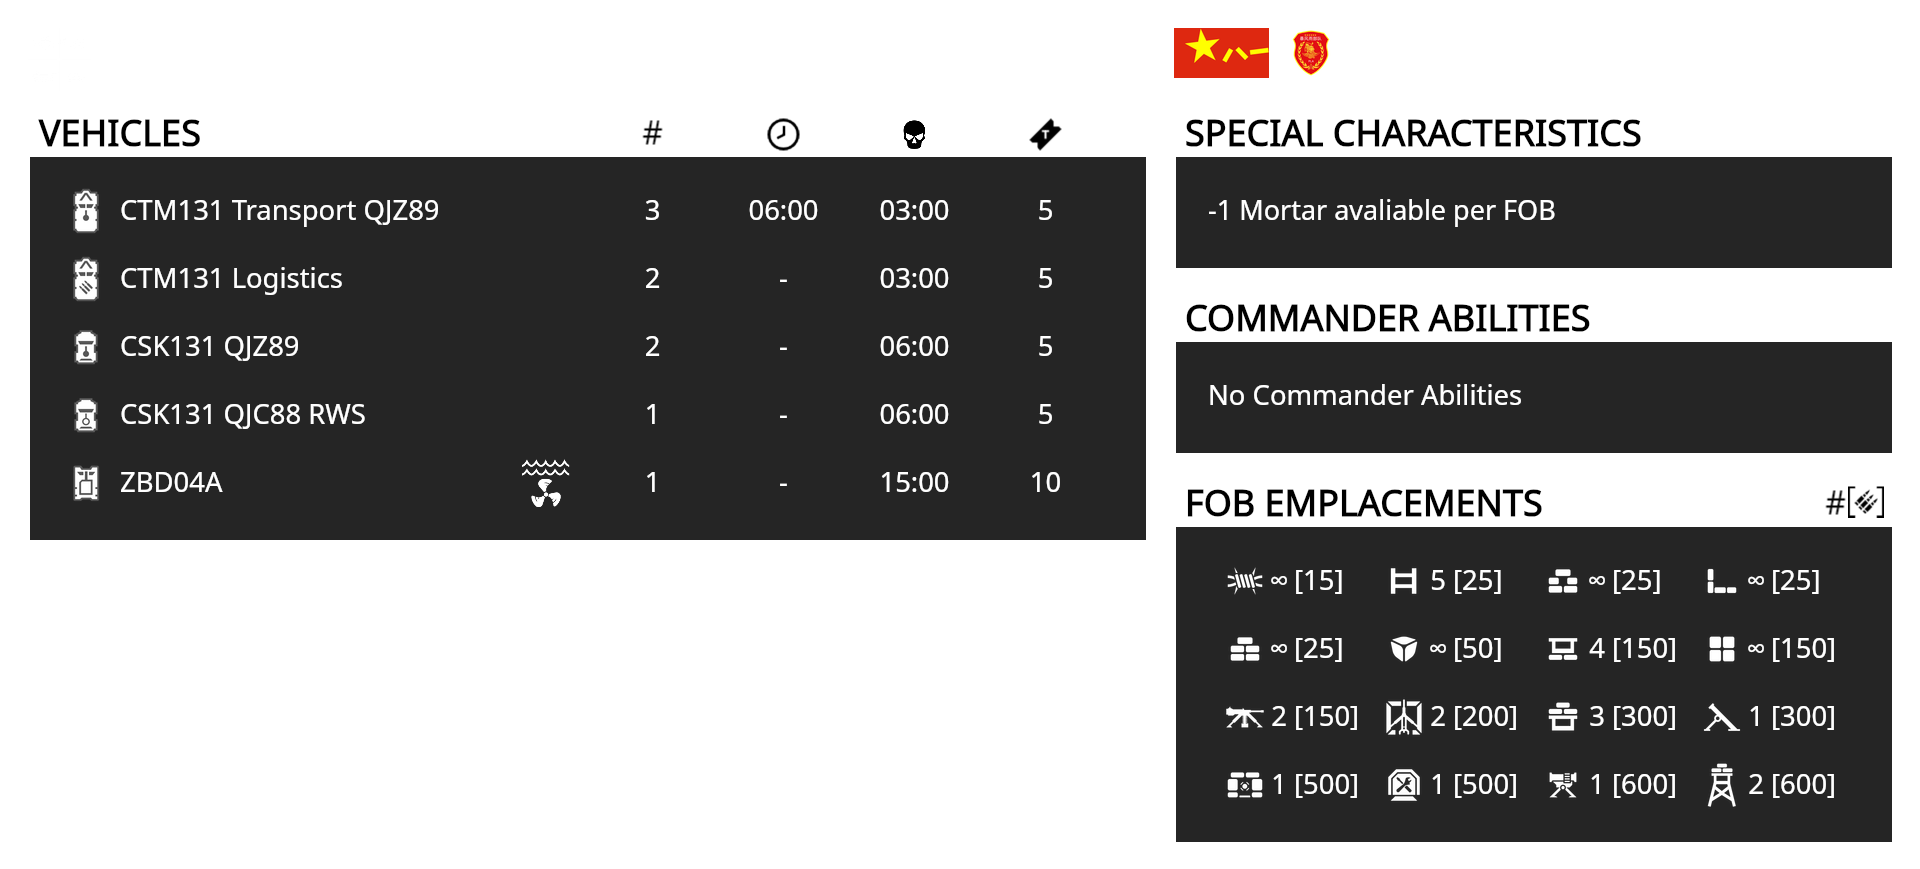 八一
VEHICLES # T
CTM131 Transport QJZ89 3 06:00 03:00 5
CTM131 Logistics 2 - 03:00 5
CSK131 QJZ89 2 - 06:00 5
CSK131 QJC88 RWS 1 - 06:00 5
ZBD04A 1 - 15:00 10
SPECIAL CHARACTERISTICS
-1 Mortar avaliable per FOB
COMMANDER ABILITIES
No Commander Abilities
FOB EMPLACEMENTS #[ ]
∞ [15] 5 [25] ∞ [25] ∞ [25]
∞ [25] ∞ [50] 4 [150] ∞ [150]
2 [150] 2 [200] 3 [300] 1 [300]
1 [500] 1 [500] 1 [600] 2 [600]